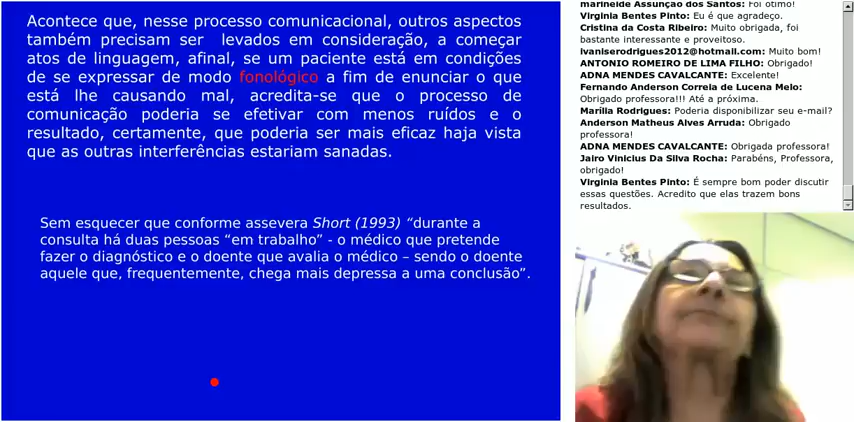 Acontece que, nesse processo comunicacional, outros aspectos
também precisam ser levados em consideração, a começar
atos de linguagem, afinal, se um paciente está em condições
de se expressar de modo fonológico a fim de enunciar o que
está lhe causando mal, acredita-se que o processo de
comunicação poderia se efetivar com menos ruídos e o
resultado, certamente, que poderia ser mais eficaz haja vista
que as outras interferências estariam sanadas.
Sem esquecer que conforme assevera Short (1993) “durante a
consulta há duas pessoas “em trabalho” - o médico que pretende
fazer o diagnóstico e o doente que avalia o médico – sendo o doente
aquele que, frequentemente, chega mais depressa a uma conclusão”.
marineide Assunção dos Santos: Foi ótimo!
Virginia Bentes Pinto: Eu é que agradeço.
Cristina da Costa Ribeiro: Muito obrigada, foi
bastante interessante e proveitoso.
ivaniserodrigues2012@hotmail.com: Muito bom!
ANTONIO ROMEIRO DE LIMA FILHO: Obrigado!
ADNA MENDES CAVALCANTE: Excelente!
Fernando Anderson Correia de Lucena Melo:
Obrigado professora!!! Até a próxima.
Marília Rodrigues: Poderia disponibilizar seu e-mail?
Anderson Matheus Alves Arruda: Obrigado
professora!
ADNA MENDES CAVALCANTE: Obrigada professora!
Jairo Vinicius Da Silva Rocha: Parabéns, Professora,
obrigado!
Virginia Bentes Pinto: É sempre bom poder discutir
essas questões. Acredito que elas trazem bons
resultados.